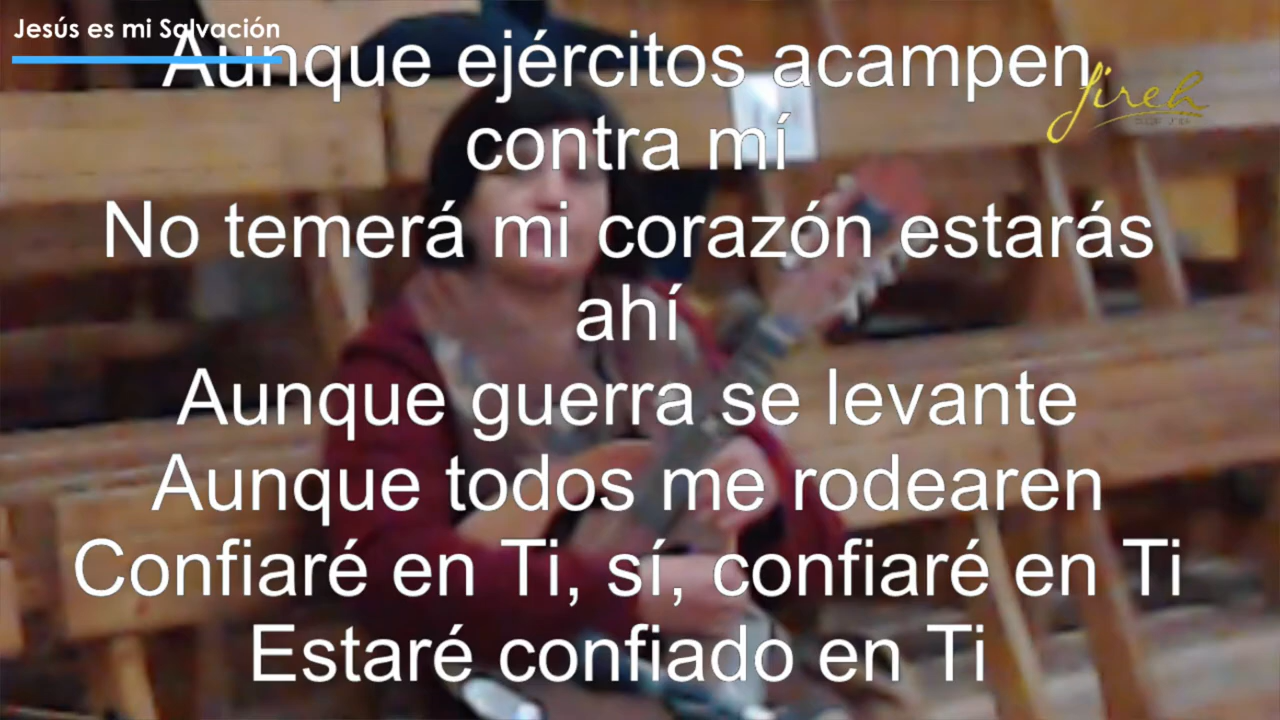 Jesús es mi Salvación
Aunque ejércitos acampen
Jireh
contra mí
No temerá mi corazón estarás
ahí
Aunque guerra se levante
Aunque todos me rodearen
Confiaré en Ti, sí, confiaré en Ti
Estaré confiado en Ti